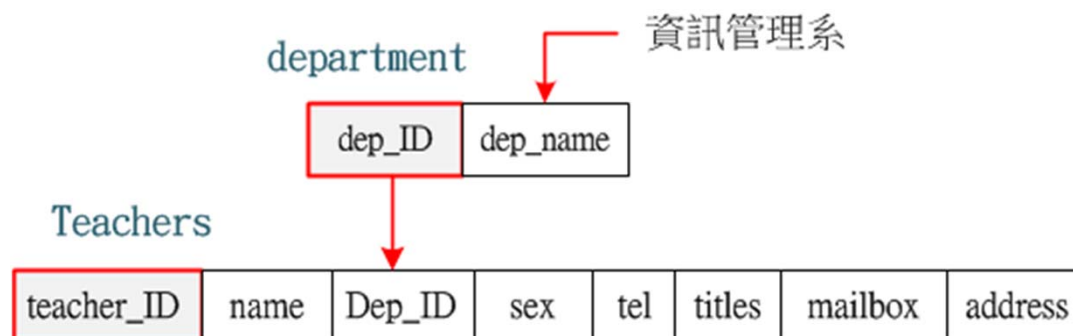 資訊管理系
department
dep_ID dep_name
Teachers
teacher_ID name Dep_ID sex tel titles mailbox address